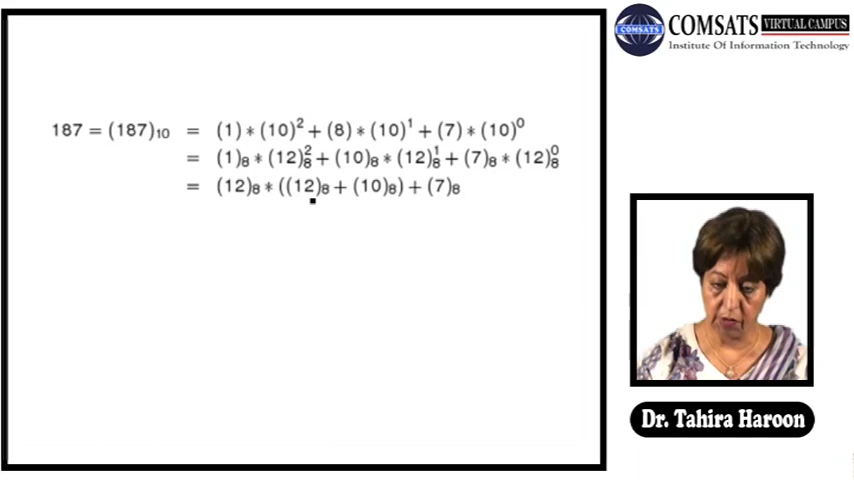 COMSATS VIRTUAL CAMPUS
COMSATS Institute Of Information Technology
187 = (187)₁₀ = (1) * (10)² + (8) * (10)¹ + (7) * (10)⁰
= (1)₈ * (12)₈² + (10)₈ * (12)₈¹ + (7)₈ * (12)₈⁰
= (12)₈ * ((12)₈ + (10)₈) + (7)₈
Dr. Tahira Haroon